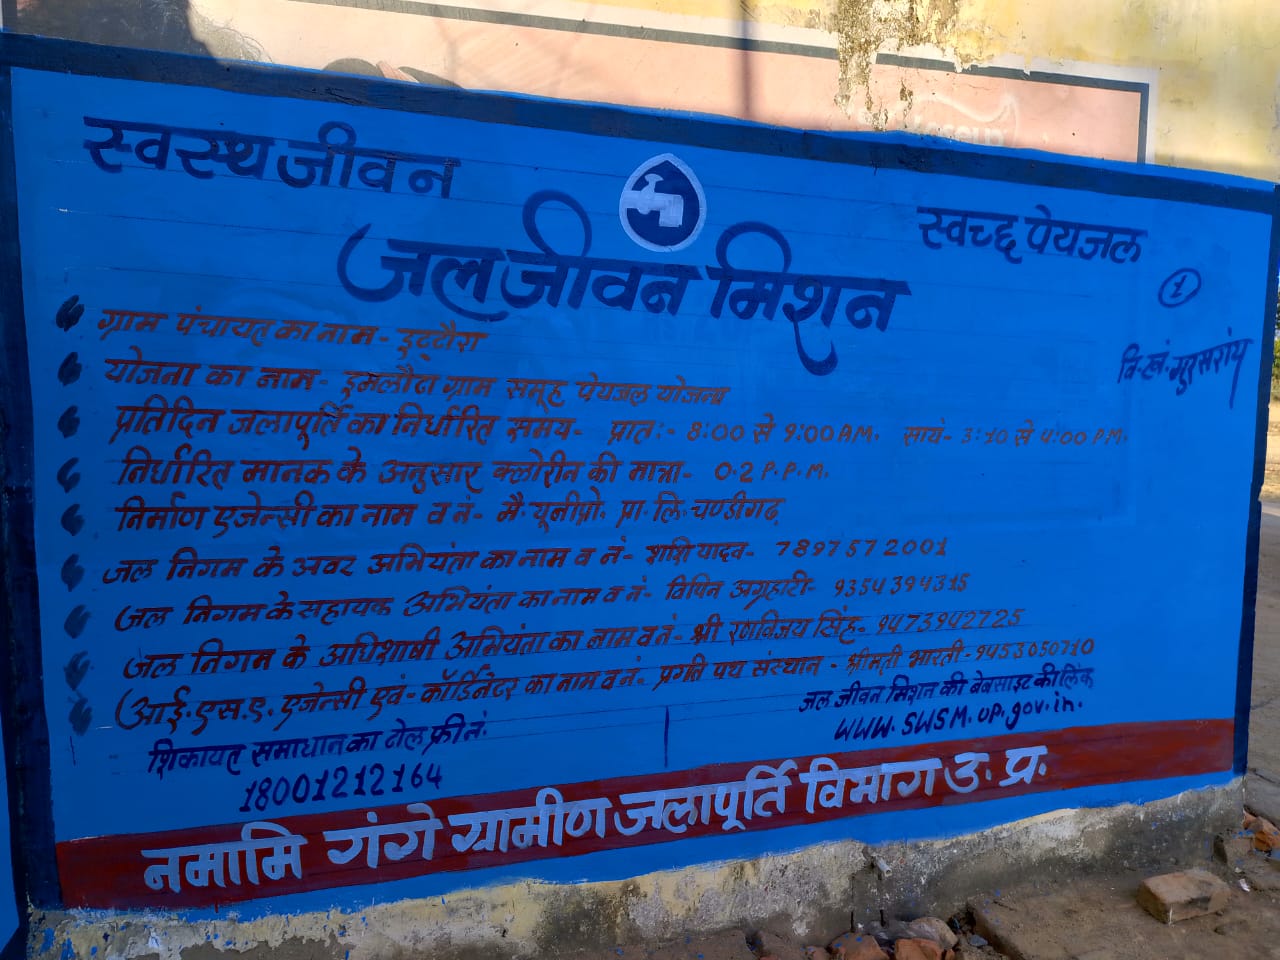 स्वस्थ जीवन
स्वच्छ पेयजल
जल जीवन मिशन
1
वि.खं. गुरसरांय
ग्राम पंचायत का नाम - इटौरा
योजना का नाम - इमलौटा ग्राम समूह पेयजल योजना
प्रतिदिन जलापूर्ति का निर्धारित समय - प्रातः - 8:00 से 9:00 AM. सायं - 3:10 से 4:00 P.M.
निर्धारित मानक के अनुसार क्लोरीन की मात्रा - 0.2 P.P.M.
निर्माण एजेन्सी का नाम व नं - मै. यूनीप्रो. प्रा. लि. चण्डीगढ़
जल निगम के अवर अभियंता का नाम व नं - शशि यादव - 7897572001
जल निगम के सहायक अभियंता का नाम व नं - विपिन अग्रहारी - 9354394315
जल निगम के अधिशाषी अभियंता का नाम व नं - श्री रणविजय सिंह - 9473942725
(आई.एस.ए. एजेन्सी एवं - कॉर्डिनेटर का नाम व नं. प्रगति पथ संस्थान - श्रीमती भारती - 9453050710
शिकायत समाधान का टोल फ्री नं.
18001212164
जल जीवन मिशन की बेबसाइट की लिंक
WWW.SWSM.UP.gov.in.
नमामि गंगे ग्रामीण जलापूर्ति विभाग उ. प्र.